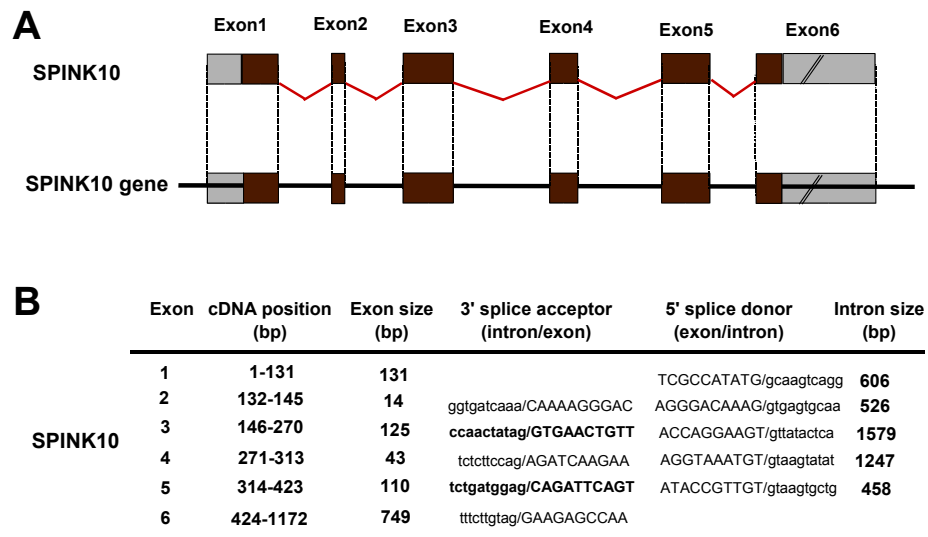 A
Exon1 Exon2 Exon3 Exon4 Exon5 Exon6
SPINK10
SPINK10 gene
B
Exon cDNA position (bp) Exon size (bp) 3' splice acceptor (intron/exon) 5' splice donor (exon/intron) Intron size (bp)
SPINK10
1 1-131 131 TCGCCATATG/gcaagtcagg 606
2 132-145 14 ggtgatcaaa/CAAAAGGGAC AGGGACAAAG/gtgagtgcaa 526
3 146-270 125 ccaactatag/GTGAACTGTT ACCAGGAAGT/gttatactca 1579
4 271-313 43 tctcttccag/AGATCAAGAA AGGTAAATGT/gtaagtatat 1247
5 314-423 110 tctgatggag/CAGATTCAGT ATACCGTTGT/gtaagtgctg 458
6 424-1172 749 tttcttgtag/GAAGAGCCAA